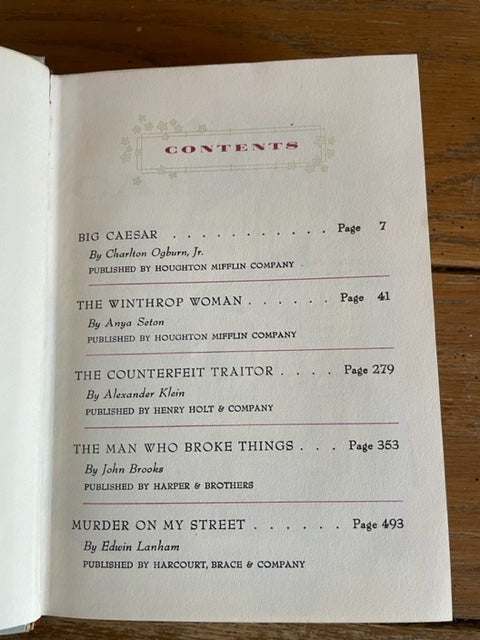 CONTENTS
BIG CAESAR . . . . . . . . . . . . Page 7
By Charlton Ogburn, Jr.
PUBLISHED BY HOUGHTON MIFFLIN COMPANY
THE WINTHROP WOMAN . . . . . . Page 41
By Anya Seton
PUBLISHED BY HOUGHTON MIFFLIN COMPANY
THE COUNTERFEIT TRAITOR . . . . Page 279
By Alexander Klein
PUBLISHED BY HENRY HOLT & COMPANY
THE MAN WHO BROKE THINGS . . . Page 353
By John Brooks
PUBLISHED BY HARPER & BROTHERS
MURDER ON MY STREET . . . . . . Page 493
By Edwin Lanham
PUBLISHED BY HARCOURT, BRACE & COMPANY